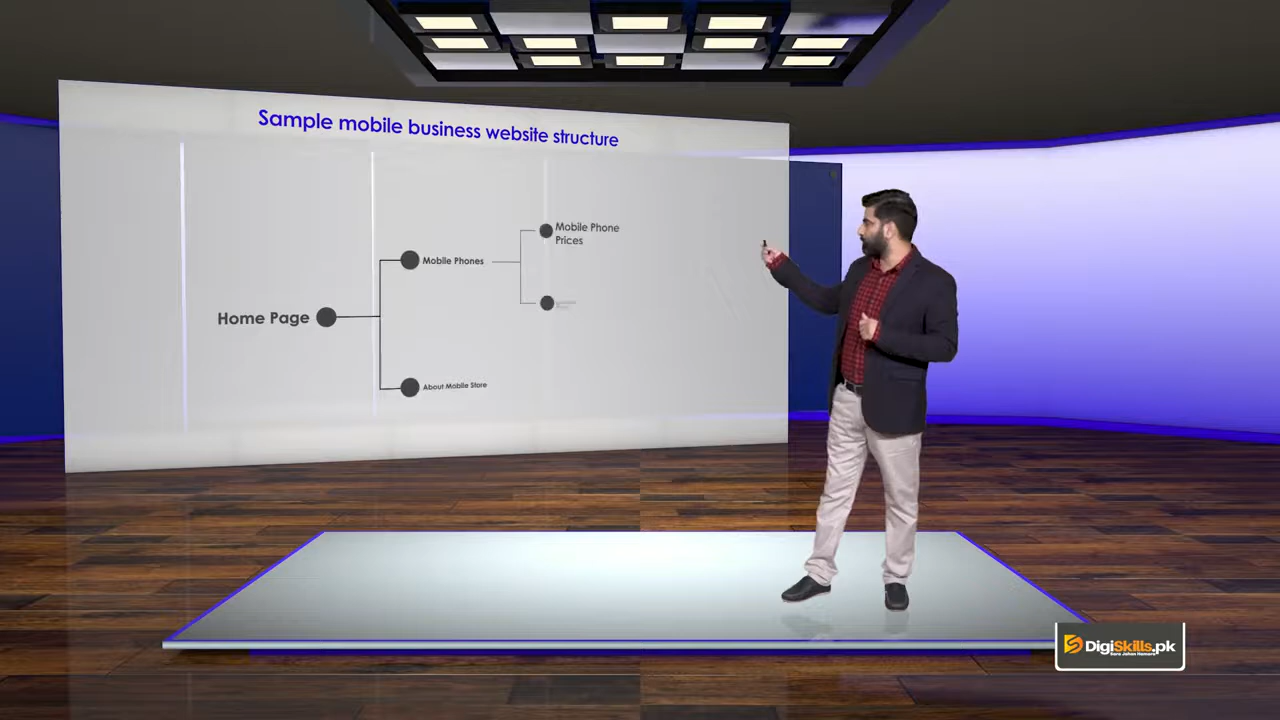 Sample mobile business website structure
Mobile Phone
Prices
Mobile Phones
Home Page
About Mobile Store
DigiSkills.pk